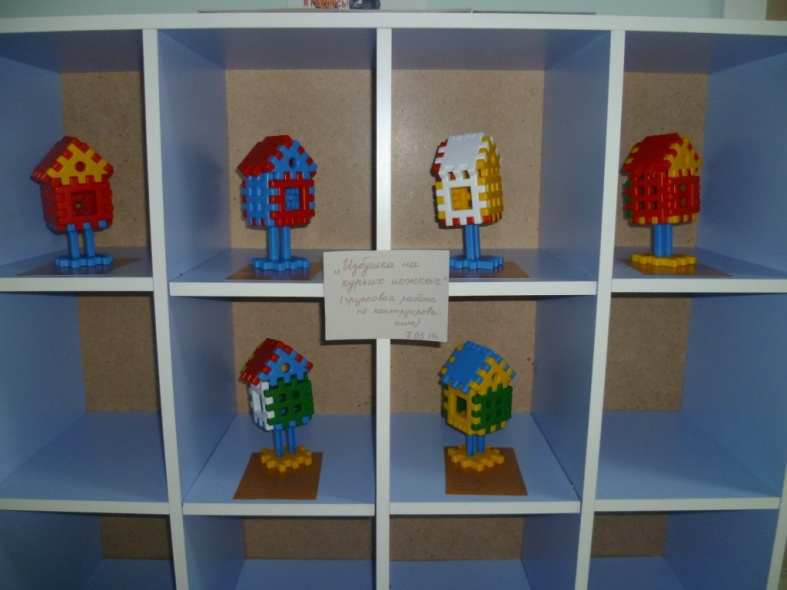 „Избушка на
курьих ножках"
(групповая работа
по конструирова-
нию)